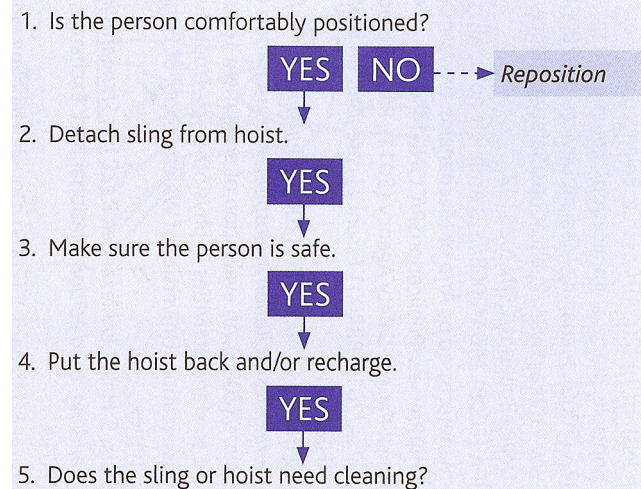 1. Is the person comfortably positioned?
YES NO Reposition
2. Detach sling from hoist.
YES
3. Make sure the person is safe.
YES
4. Put the hoist back and/or recharge.
YES
5. Does the sling or hoist need cleaning?